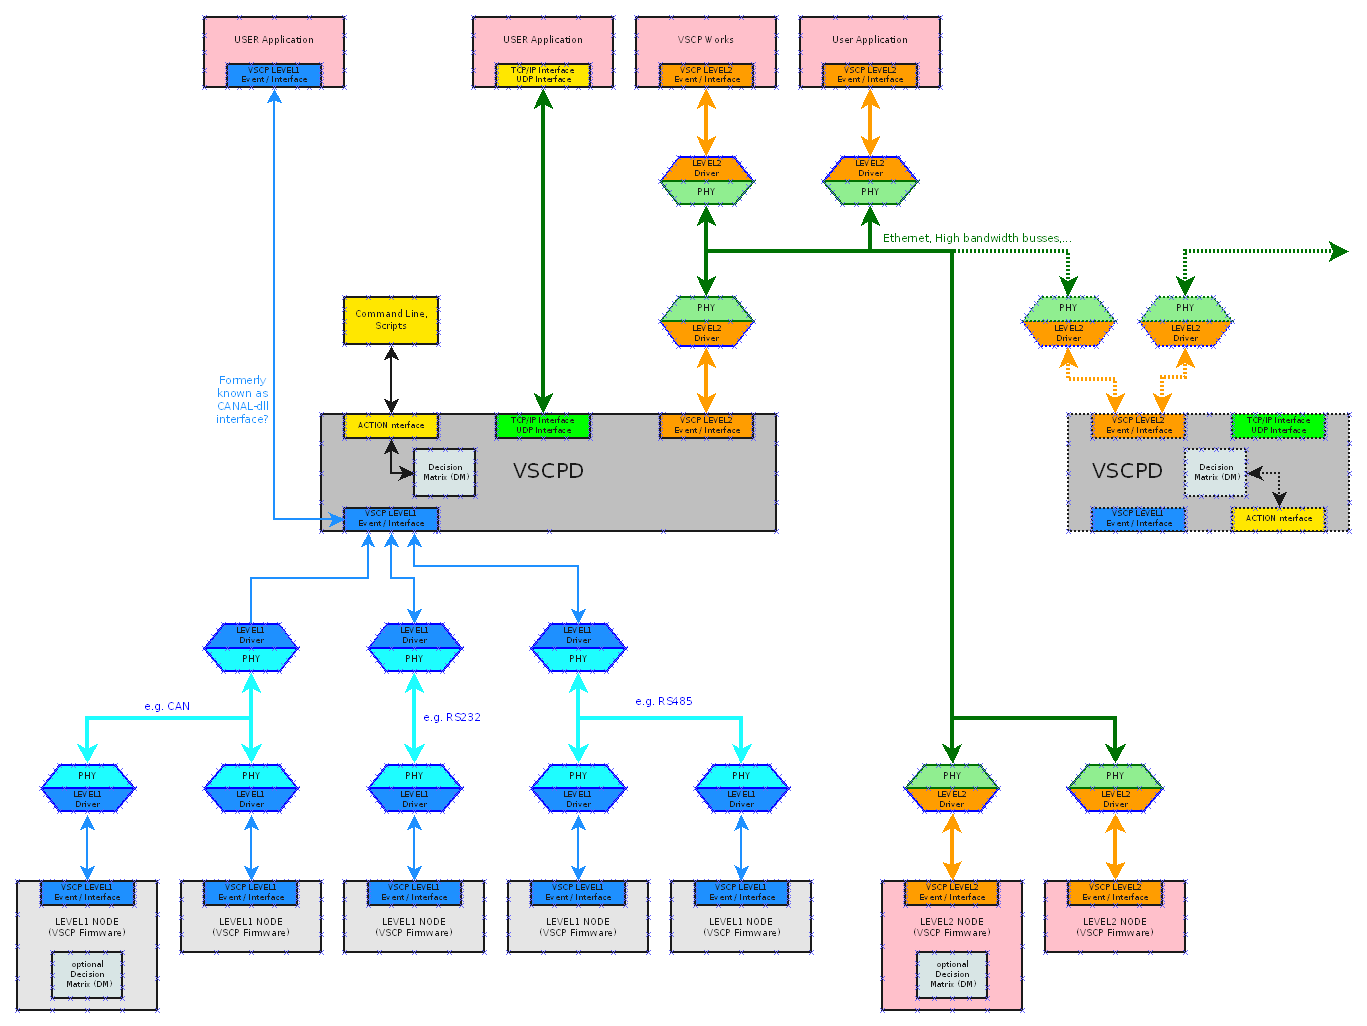 USER Application
VSCP LEVEL1
Event / Interface
USER Application
TCP/IP Interface
UDP Interface
VSCP Works
VSCP LEVEL2
Event / Interface
User Application
VSCP LEVEL2
Event / Interface
LEVEL2
Driver
PHY
LEVEL2
Driver
PHY
Ethernet, High bandwidth busses,...
Command Line,
Scripts
PHY
LEVEL2
Driver
PHY
LEVEL2
Driver
PHY
LEVEL2
Driver
Formerly
known as
CANAL-dll
interface?
ACTION Interface
TCP/IP Interface
UDP Interface
VSCP LEVEL2
Event / Interface
Decision
Matrix (DM)
VSCPD
VSCP LEVEL1
Event / Interface
VSCP LEVEL2
Event / Interface
TCP/IP Interface
UDP Interface
VSCPD
Decision
Matrix (DM)
VSCP LEVEL1
Event / Interface
ACTION Interface
LEVEL1
Driver
PHY
LEVEL1
Driver
PHY
LEVEL1
Driver
PHY
e.g. CAN
e.g. RS232
e.g. RS485
PHY
LEVEL1
Driver
PHY
LEVEL1
Driver
PHY
LEVEL1
Driver
PHY
LEVEL1
Driver
PHY
LEVEL1
Driver
PHY
LEVEL2
Driver
PHY
LEVEL2
Driver
VSCP LEVEL1
Event / Interface
LEVEL1 NODE
(VSCP Firmware)
optional
Decision
Matrix (DM)
VSCP LEVEL1
Event / Interface
LEVEL1 NODE
(VSCP Firmware)
VSCP LEVEL1
Event / Interface
LEVEL1 NODE
(VSCP Firmware)
VSCP LEVEL1
Event / Interface
LEVEL1 NODE
(VSCP Firmware)
VSCP LEVEL1
Event / Interface
LEVEL1 NODE
(VSCP Firmware)
VSCP LEVEL2
Event / Interface
LEVEL2 NODE
(VSCP Firmware)
optional
Decision
Matrix (DM)
VSCP LEVEL2
Event / Interface
LEVEL2 NODE
(VSCP Firmware)